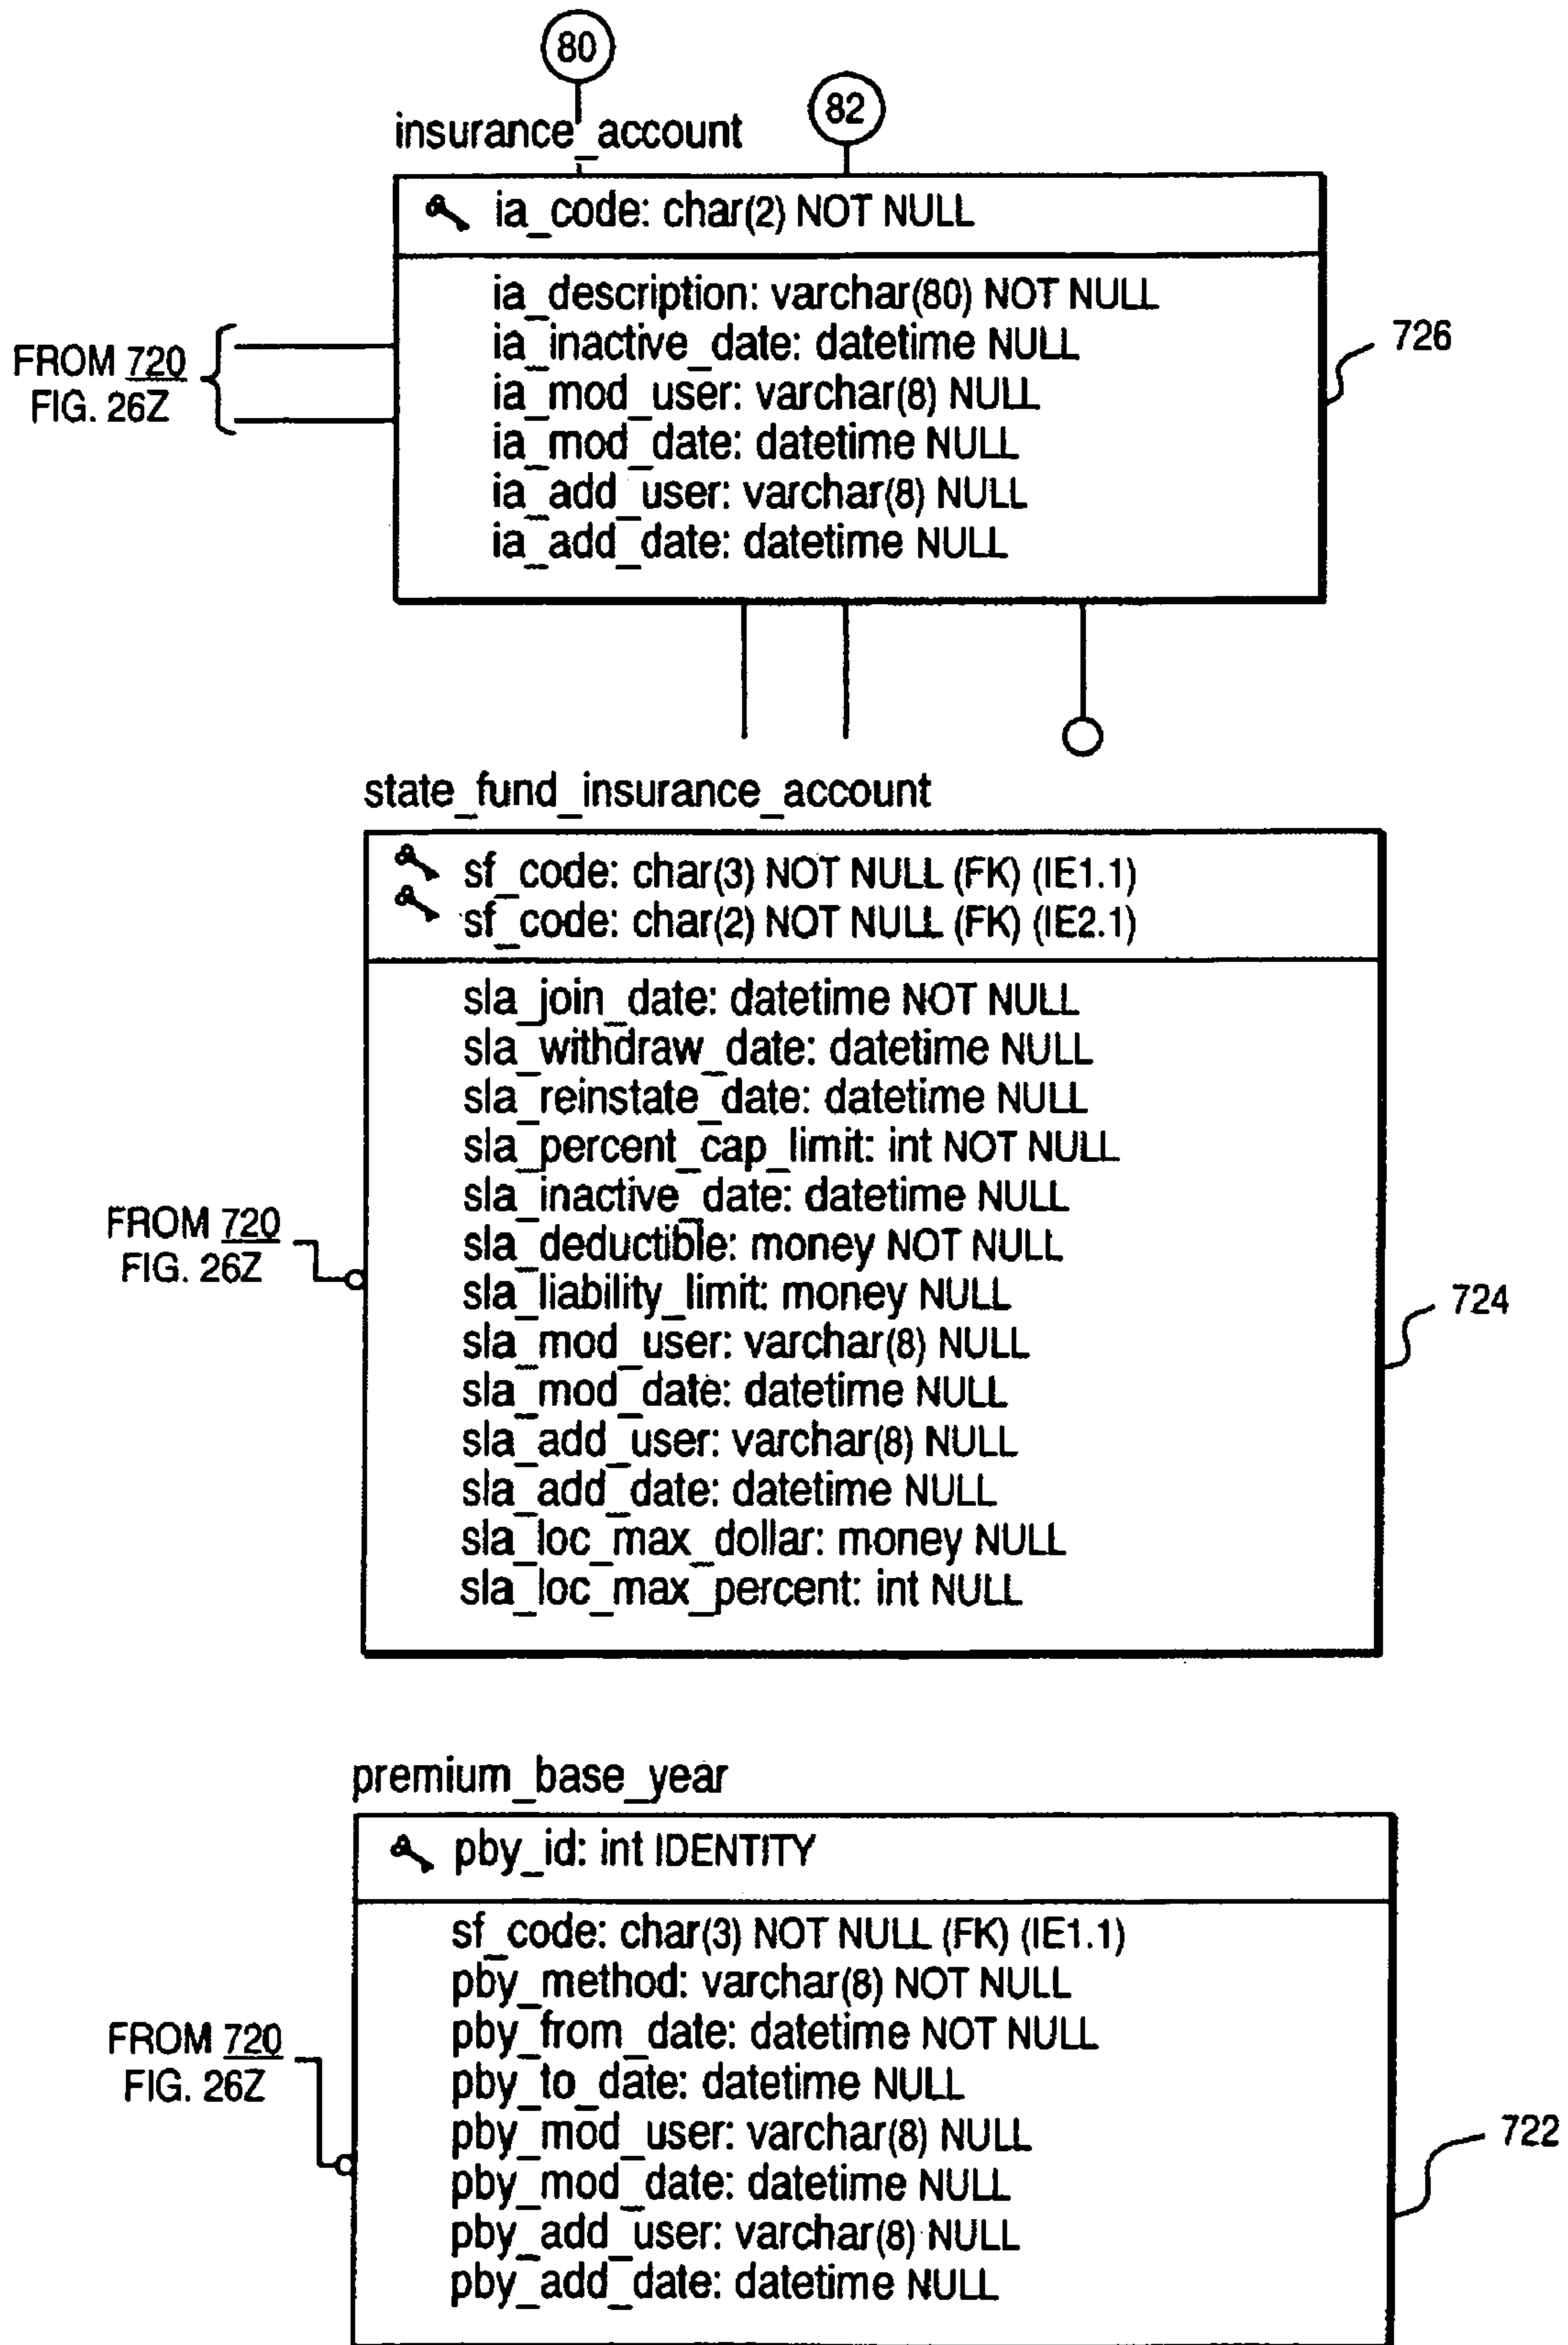 80
82
insurance_account
ia_code: char(2) NOT NULL
ia_description: varchar(80) NOT NULL
ia_inactive_date: datetime NULL
ia_mod_user: varchar(8) NULL
ia_mod_date: datetime NULL
ia_add_user: varchar(8) NULL
ia_add_date: datetime NULL
FROM 720
FIG. 26Z
726
state_fund_insurance_account
sf_code: char(3) NOT NULL (FK) (IE1.1)
sf_code: char(2) NOT NULL (FK) (IE2.1)
sla_join_date: datetime NOT NULL
sla_withdraw_date: datetime NULL
sla_reinstate_date: datetime NULL
sla_percent_cap_limit: int NOT NULL
sla_inactive_date: datetime NULL
sla_deductible: money NOT NULL
sla_liability_limit: money NULL
sla_mod_user: varchar(8) NULL
sla_mod_date: datetime NULL
sla_add_user: varchar(8) NULL
sla_add_date: datetime NULL
sla_loc_max_dollar: money NULL
sla_loc_max_percent: int NULL
FROM 720
FIG. 26Z
724
premium_base_year
pby_id: int IDENTITY
sf_code: char(3) NOT NULL (FK) (IE1.1)
pby_method: varchar(8) NOT NULL
pby_from_date: datetime NOT NULL
pby_to_date: datetime NULL
pby_mod_user: varchar(8) NULL
pby_mod_date: datetime NULL
pby_add_user: varchar(8) NULL
pby_add_date: datetime NULL
FROM 720
FIG. 26Z
722